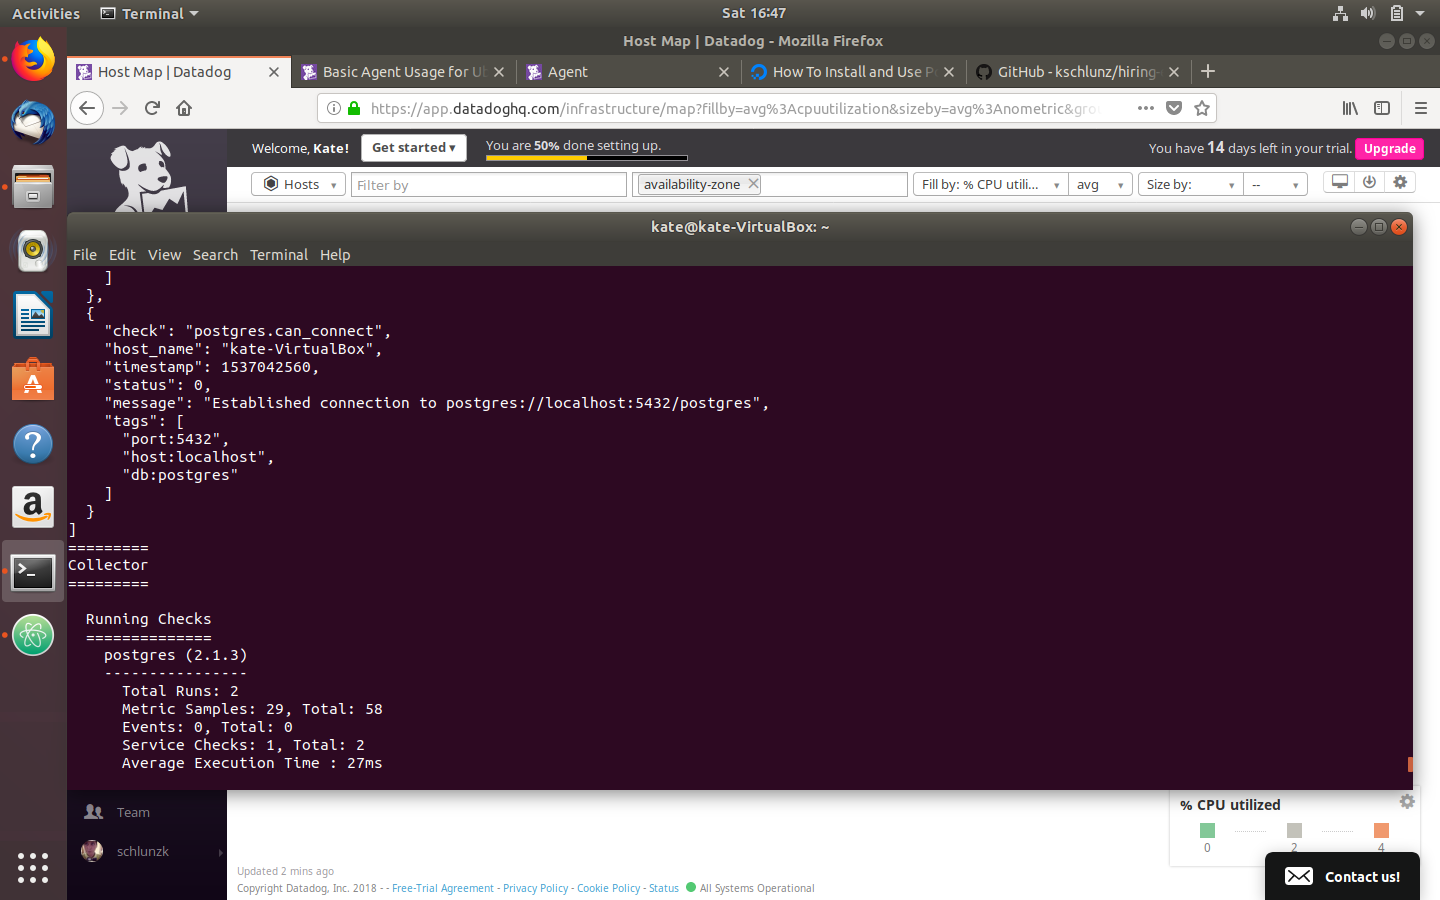 Activities
Terminal
Sat 16:47
Host Map | Datadog - Mozilla Firefox
Host Map | Datadog
Basic Agent Usage for Ub
Agent
How To Install and Use P
GitHub - kschlunz/hiring-
https://app.datadoghq.com/infrastructure/map?fillby=avg%3Acpuutilization&sizeby=avg%3Anometric&gro
Welcome, Kate!
Get started ▾
You are 50% done setting up.
You have 14 days left in your trial.
Upgrade
Hosts
Filter by
availability-zone
Fill by: % CPU utili...
avg
Size by:
--
kate@kate-VirtualBox: ~
File Edit View Search Terminal Help
]
},
{
"check": "postgres.can_connect",
"host_name": "kate-VirtualBox",
"timestamp": 1537042560,
"status": 0,
"message": "Established connection to postgres://localhost:5432/postgres",
"tags": [
"port:5432",
"host:localhost",
"db:postgres"
]
}
]
=========
Collector
=========
Running Checks
==============
postgres (2.1.3)
----------------
Total Runs: 2
Metric Samples: 29, Total: 58
Events: 0, Total: 0
Service Checks: 1, Total: 2
Average Execution Time : 27ms
Team
schlunzk
% CPU utilized
0 2 4
Updated 2 mins ago
Copyright Datadog, Inc. 2018 - - Free-Trial Agreement - Privacy Policy - Cookie Policy - Status All Systems Operational
Contact us!